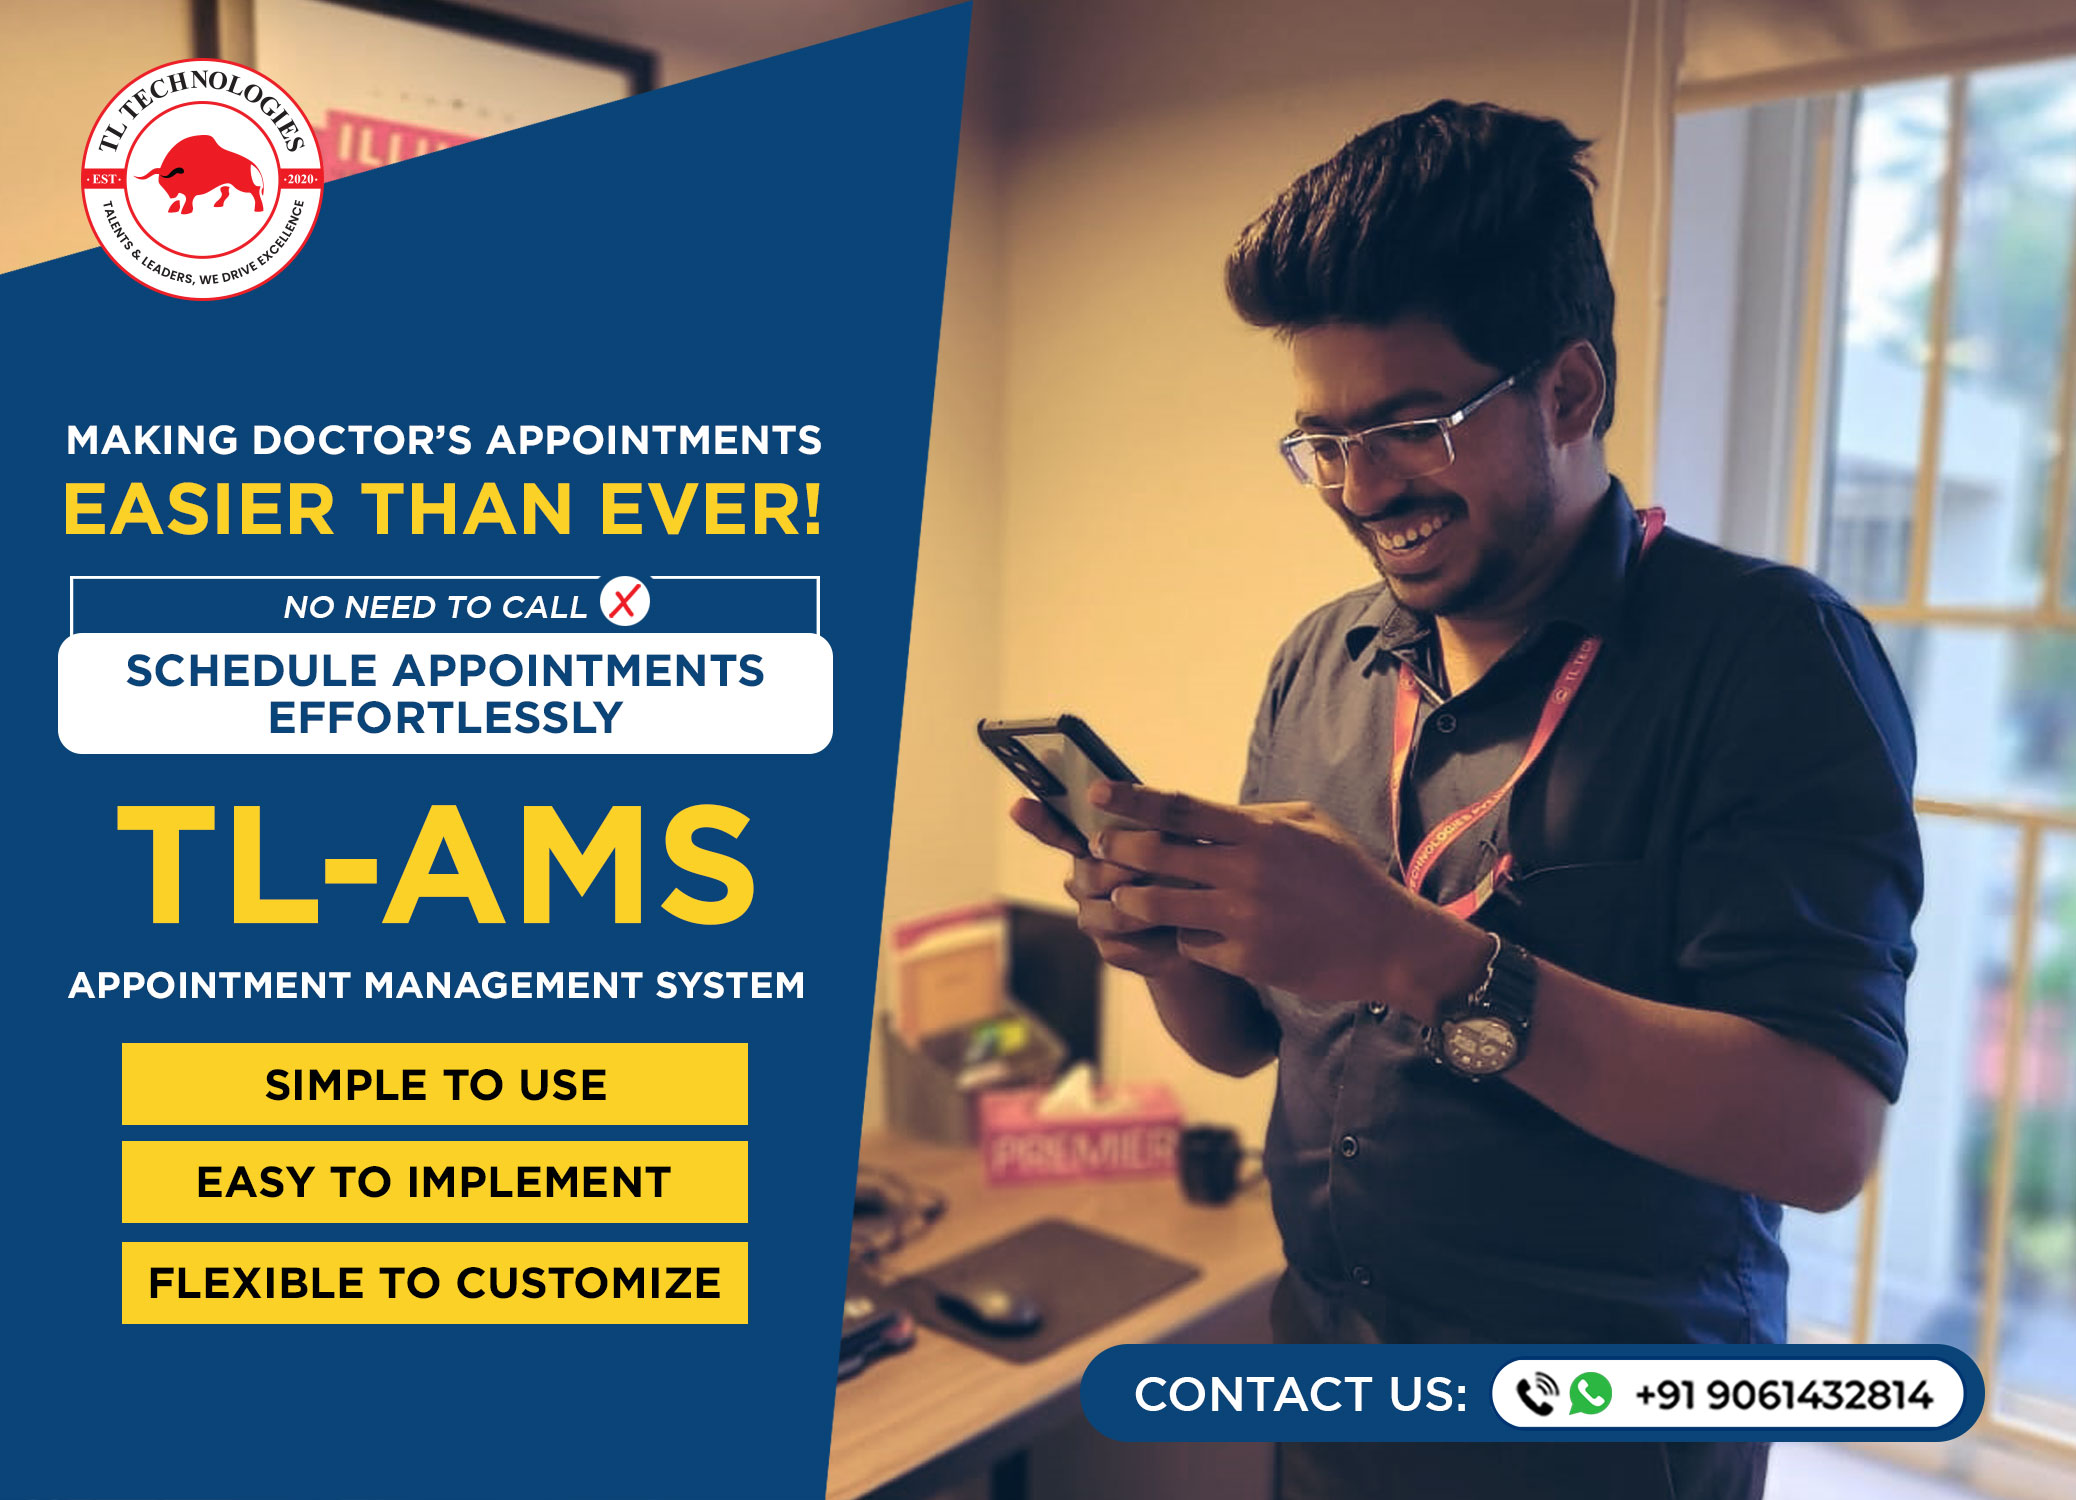 TL TECHNOLOGIES
· EST ·
· 2020 ·
TALENTS & LEADERS, WE DRIVE EXCELLENCE
MAKING DOCTOR’S APPOINTMENTS
EASIER THAN EVER!
NO NEED TO CALL
SCHEDULE APPOINTMENTS
EFFORTLESSLY
TL-AMS
APPOINTMENT MANAGEMENT SYSTEM
SIMPLE TO USE
EASY TO IMPLEMENT
FLEXIBLE TO CUSTOMIZE
PREMIER
CONTACT US:
+91 9061432814